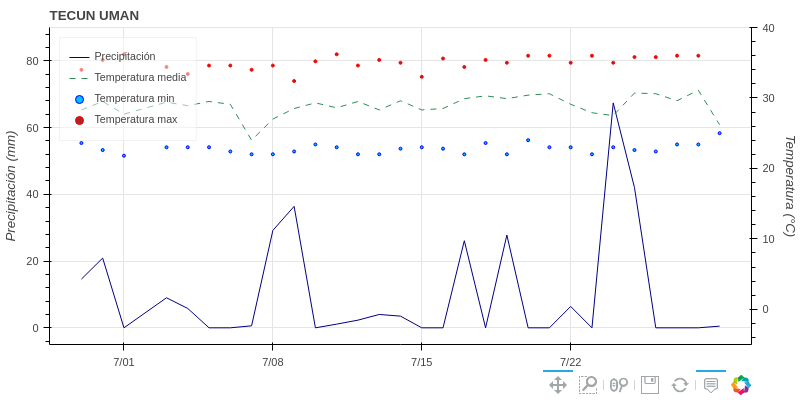 TECUN UMAN
Precipitación
Temperatura media
Temperatura min
Temperatura max
80
60
40
20
0
40
30
20
10
0
Precipitación (mm)
Temperatura (°C)
7/01
7/08
7/15
7/22